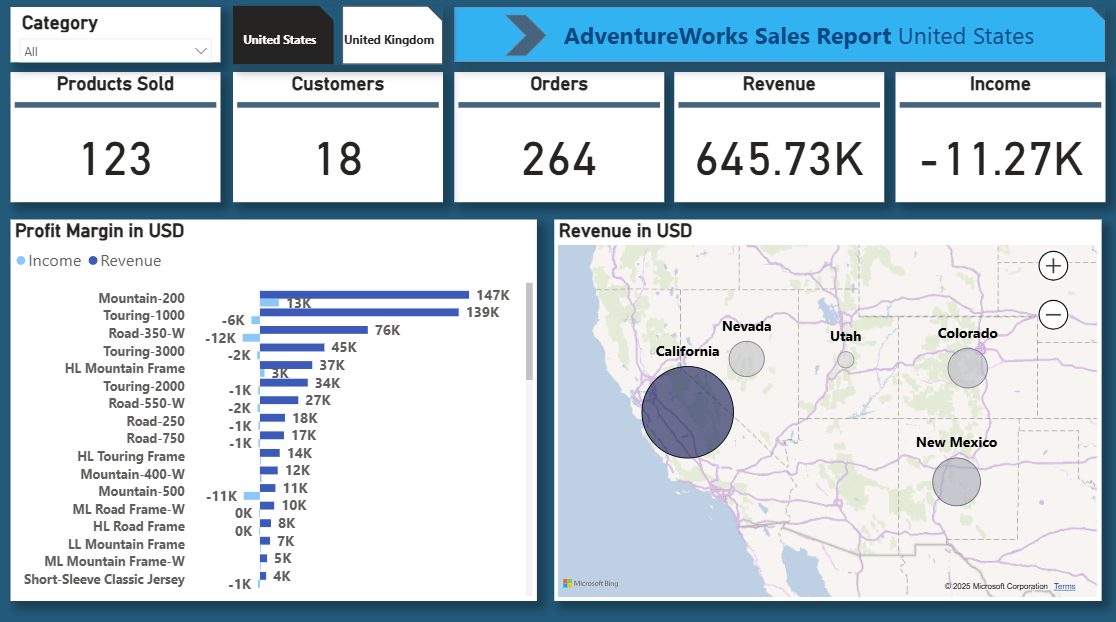 Category
All
United States
United Kingdom
AdventureWorks Sales Report United States
Products Sold
123
Customers
18
Orders
264
Revenue
645.73K
Income
-11.27K
Profit Margin in USD
Income Revenue
Mountain-200 147K
13K
Touring-1000 139K
-6K
Road-350-W 76K
-12K
Touring-3000 45K
-2K
HL Mountain Frame 37K
3K
Touring-2000 34K
-1K
Road-550-W 27K
-2K
Road-250 18K
-1K
Road-750 17K
-1K
HL Touring Frame 14K
Mountain-400-W 12K
Mountain-500 11K
-11K
ML Road Frame-W 10K
0K
HL Road Frame 8K
0K
LL Mountain Frame 7K
ML Mountain Frame-W 5K
Short-Sleeve Classic Jersey 4K
-1K
Revenue in USD
Nevada
Utah
Colorado
California
New Mexico
Microsoft Bing
© 2025 Microsoft Corporation Terms